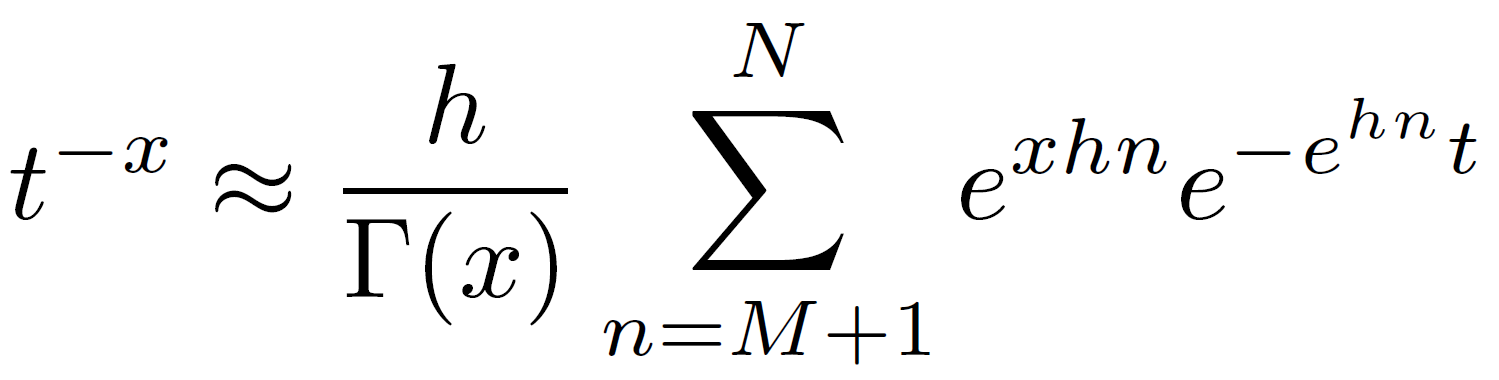 t^{-x} \approx \frac{h}{\Gamma(x)} \sum_{n=M+1}^{N} e^{xhn} e^{-e^{hn}t}